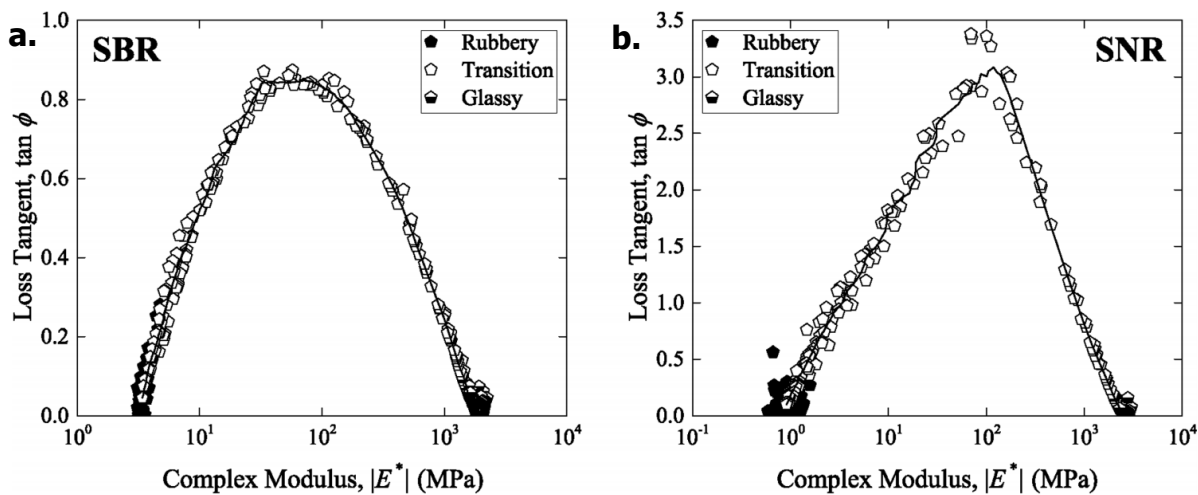 a.
SBR
Rubbery
Transition
Glassy
1.0
0.8
0.6
0.4
0.2
0.0
Loss Tangent, tan ϕ
10⁰
10¹
10²
10³
10⁴
Complex Modulus, |E*| (MPa)
b.
SNR
Rubbery
Transition
Glassy
3.5
3.0
2.5
2.0
1.5
1.0
0.5
0.0
Loss Tangent, tan ϕ
10⁻¹
10⁰
10¹
10²
10³
10⁴
Complex Modulus, |E*| (MPa)